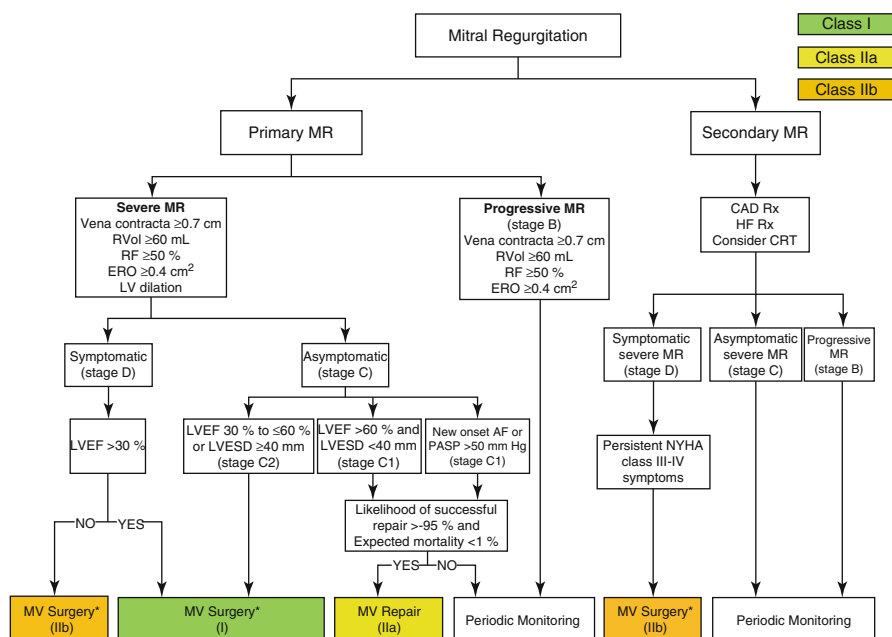 Mitral Regurgitation
Class I
Class IIa
Class IIb
Primary MR
Secondary MR
Severe MR
Vena contracta ≥0.7 cm
RVol ≥60 mL
RF ≥50 %
ERO ≥0.4 cm²
LV dilation
Progressive MR
(stage B)
Vena contracta ≥0.7 cm
RVol ≥60 mL
RF ≥50 %
ERO ≥0.4 cm²
CAD Rx
HF Rx
Consider CRT
Symptomatic
(stage D)
Asymptomatic
(stage C)
Symptomatic
severe MR
(stage D)
Asymptomatic
severe MR
(stage C)
Progressive
MR
(stage B)
LVEF >30 %
LVEF 30 % to ≤60 %
or LVESD ≥40 mm
(stage C2)
LVEF >60 % and
LVESD <40 mm
(stage C1)
New onset AF or
PASP >50 mm Hg
(stage C1)
Persistent NYHA
class III-IV
symptoms
Likelihood of successful
repair >-95 % and
Expected mortality <1 %
NO
YES
YES
NO
MV Surgery*
(IIb)
MV Surgery*
(I)
MV Repair
(IIa)
Periodic Monitoring
MV Surgery*
(IIb)
Periodic Monitoring